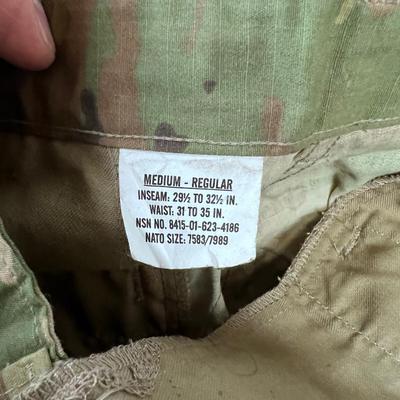 MEDIUM - REGULAR
INSEAM: 29½ TO 32½ IN.
WAIST: 31 TO 35 IN.
NSN NO. 8415-01-623-4186
NATO SIZE: 7583/7989